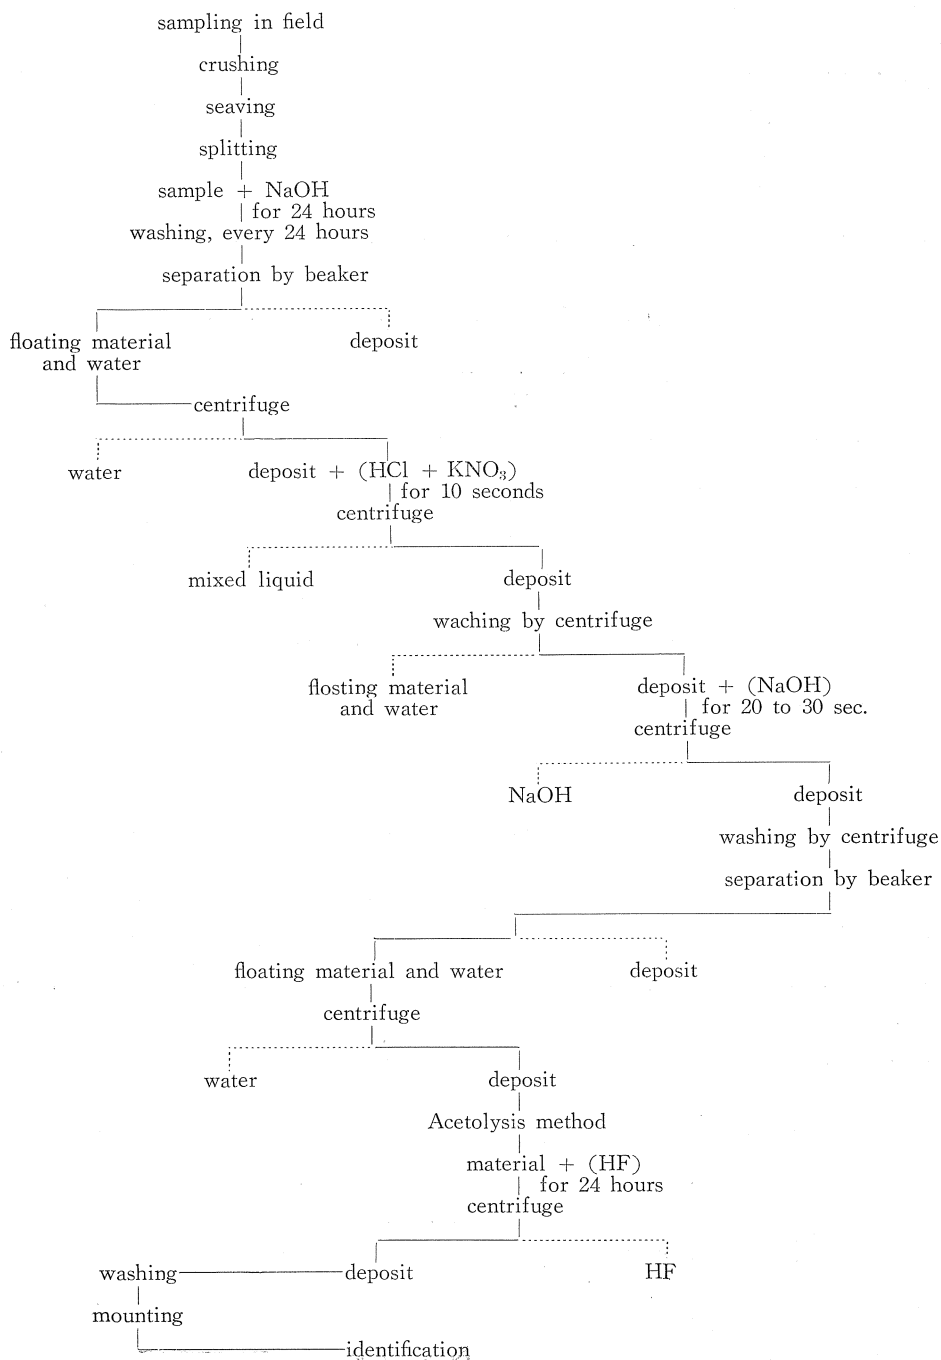 sampling in field
crushing
seaving
splitting
sample + NaOH
for 24 hours
washing, every 24 hours
separation by beaker
floating material
and water
deposit
centrifuge
water
deposit + (HCl + KNO₃)
for 10 seconds
centrifuge
mixed liquid
deposit
waching by centrifuge
flosting material
and water
deposit + (NaOH)
for 20 to 30 sec.
centrifuge
NaOH
deposit
washing by centrifuge
separation by beaker
floating material and water
deposit
centrifuge
water
deposit
Acetolysis method
material + (HF)
for 24 hours
centrifuge
washing
deposit
HF
mounting
identification